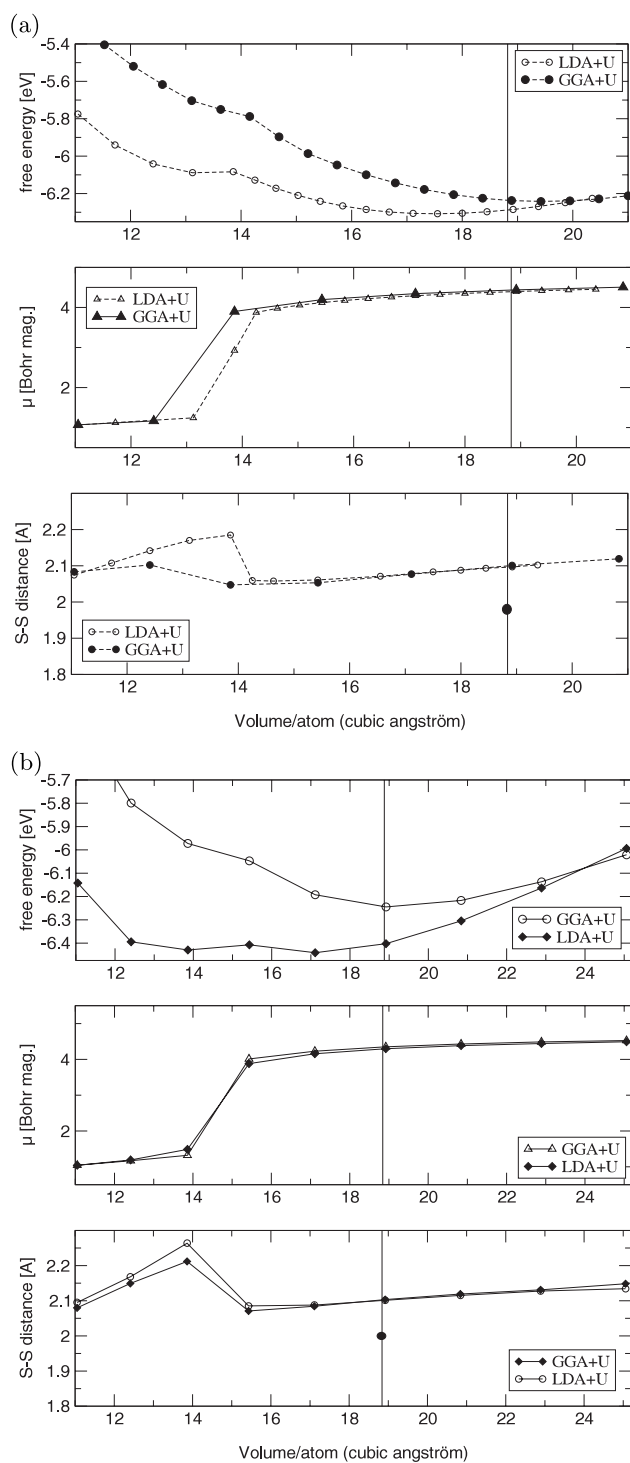 (a)
-5.4
-5.6
-5.8
-6
-6.2
free energy [eV]
LDA+U
GGA+U
12 14 16 18 20
4
2
μ [Bohr mag.]
LDA+U
GGA+U
12 14 16 18 20
2.2
2.1
2
1.9
1.8
S-S distance [A]
LDA+U
GGA+U
12 14 16 18 20
Volume/atom (cubic angström)
(b)
-5.7
-5.8
-5.9
-6
-6.1
-6.2
-6.3
-6.4
free energy [eV]
GGA+U
LDA+U
12 14 16 18 20 22 24
4
2
μ [Bohr mag.]
GGA+U
LDA+U
12 14 16 18 20 22 24
2.2
2.1
2
1.9
1.8
S-S distance [A]
GGA+U
LDA+U
12 14 16 18 20 22 24
Volume/atom (cubic angström)